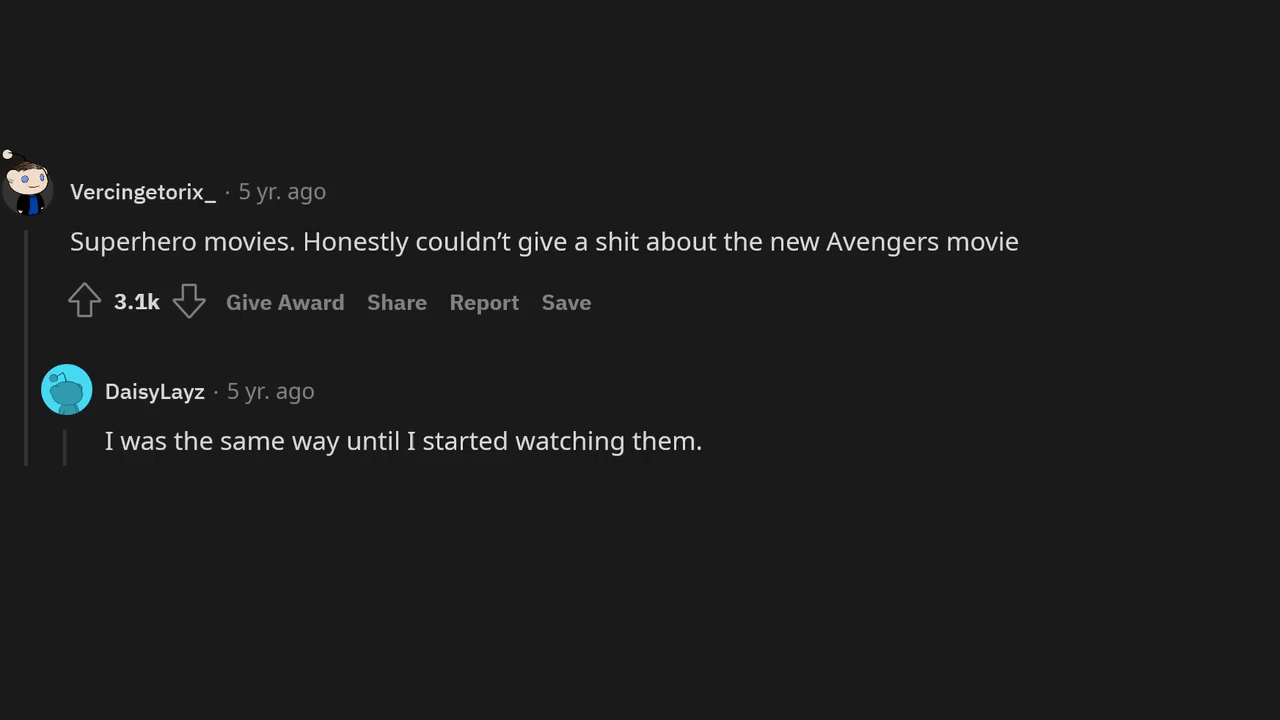 Vercingetorix_ · 5 yr. ago
Superhero movies. Honestly couldn’t give a shit about the new Avengers movie
3.1k Give Award Share Report Save
DaisyLayz · 5 yr. ago
I was the same way until I started watching them.